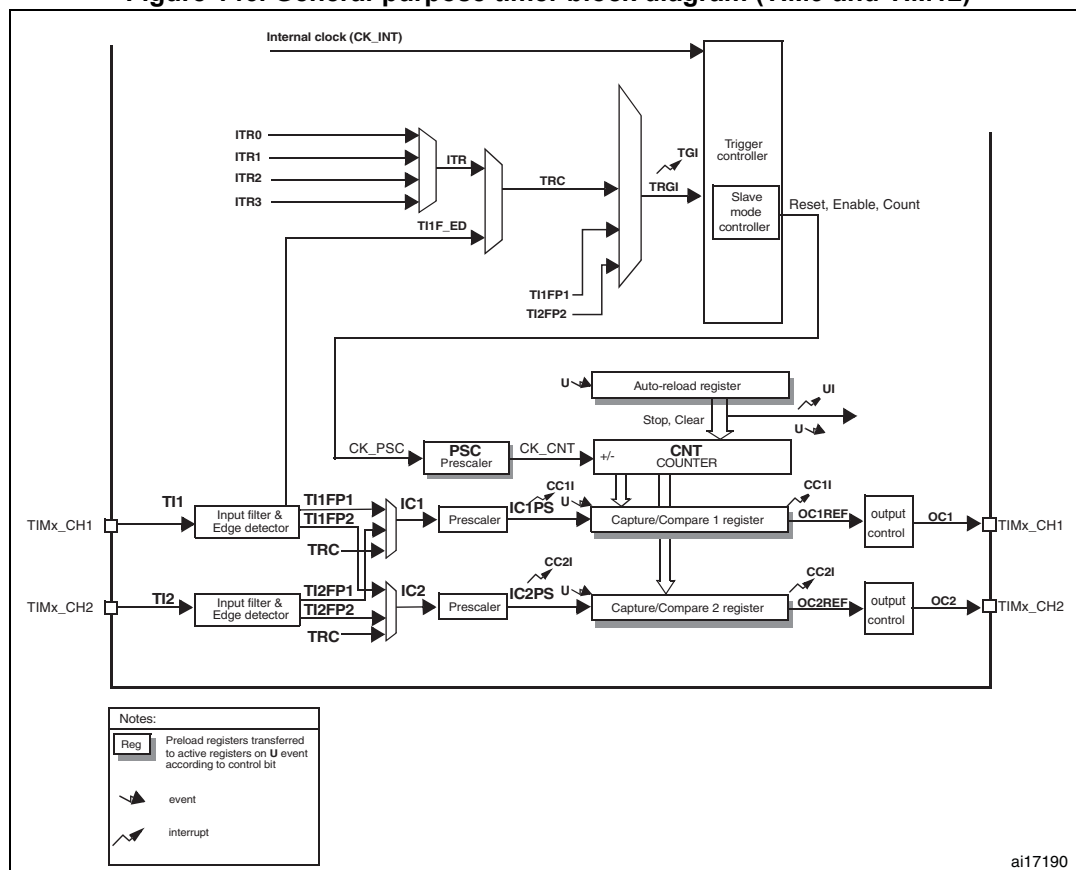 Figure 148. General-purpose timer block diagram (TIM9 and TIM12)
Internal clock (CK_INT)
Trigger
controller
ITR0
ITR1
ITR2
ITR3
ITR
TI1F_ED
TRC
TGI
TRGI
Slave
mode
controller
Reset, Enable, Count
TI1FP1
TI2FP2
U
Auto-reload register
UI
Stop, Clear
U
CK_PSC
PSC
Prescaler
CK_CNT
+/-
CNT
COUNTER
TIMx_CH1
TI1
Input filter &
Edge detector
TI1FP1
TI1FP2
TRC
IC1
Prescaler
CC1I
IC1PS
U
Capture/Compare 1 register
CC1I
OC1REF
output
control
OC1
TIMx_CH1
TIMx_CH2
TI2
Input filter &
Edge detector
TI2FP1
TI2FP2
TRC
IC2
Prescaler
CC2I
IC2PS
U
Capture/Compare 2 register
CC2I
OC2REF
output
control
OC2
TIMx_CH2
Notes:
Reg
Preload registers transferred
to active registers on U event
according to control bit
event
interrupt
ai17190